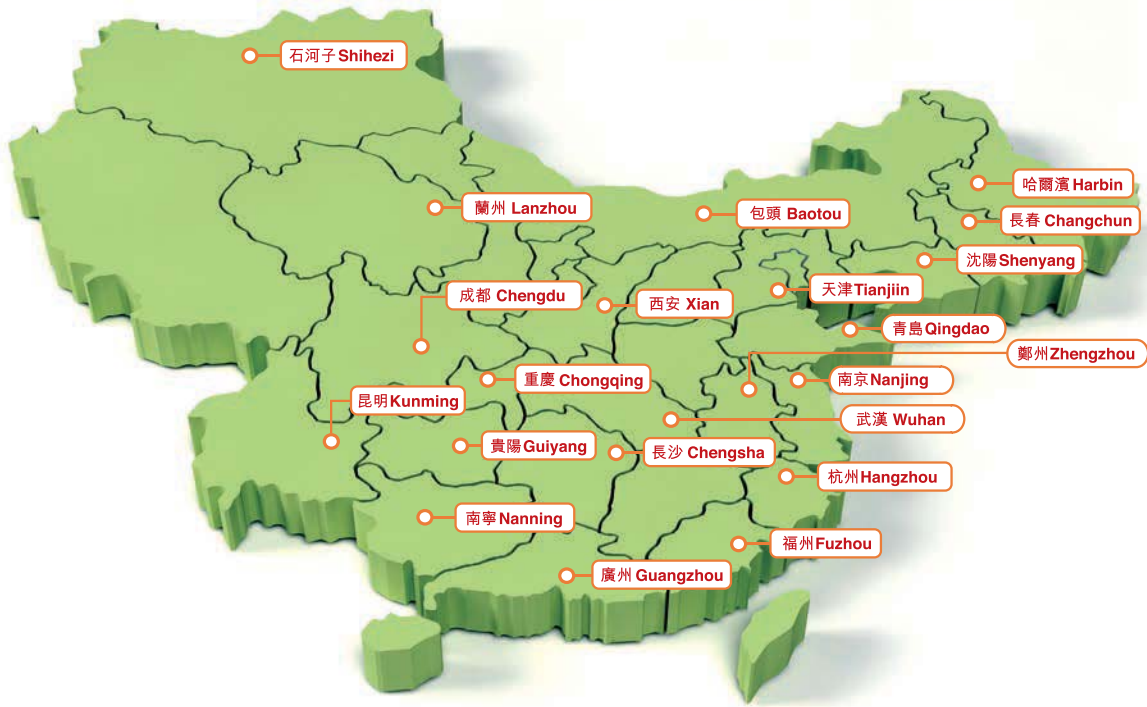 石河子 Shihezi
哈爾濱 Harbin
蘭州 Lanzhou
包頭 Baotou
長春 Changchun
沈陽 Shenyang
成都 Chengdu
西安 Xian
天津 Tianjiin
青島 Qingdao
鄭州 Zhengzhou
重慶 Chongqing
南京 Nanjing
昆明 Kunming
武漢 Wuhan
貴陽 Guiyang
長沙 Chengsha
杭州 Hangzhou
南寧 Nanning
福州 Fuzhou
廣州 Guangzhou